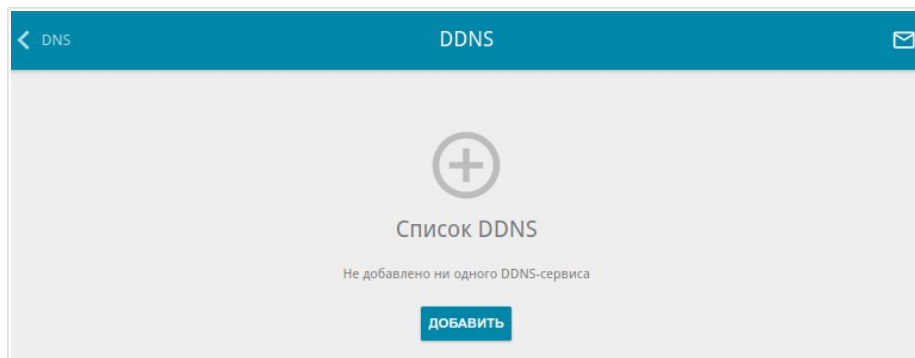 DNS
DDNS
Список DDNS
Не добавлено ни одного DDNS-сервиса
ДОБАВИТЬ